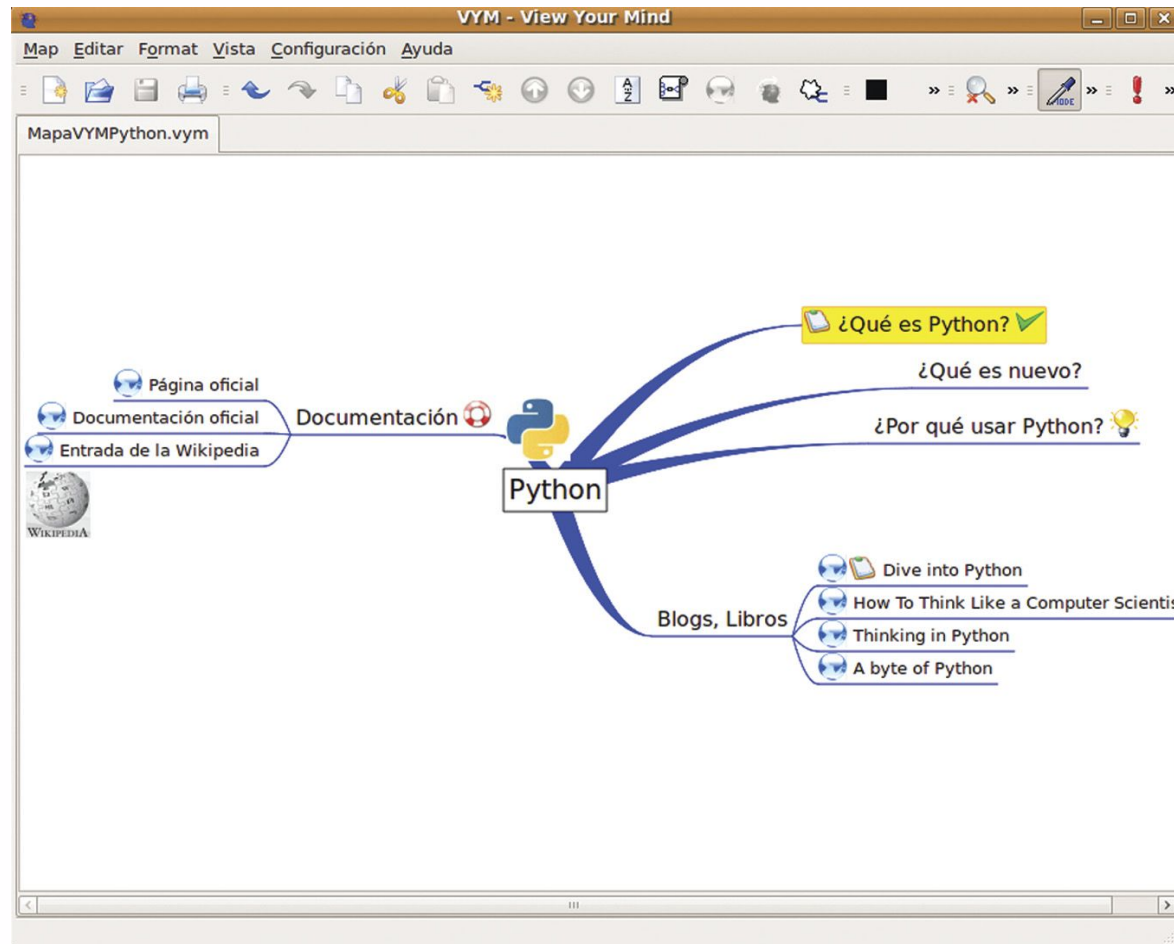 VYM - View Your Mind
Map Editar Format Vista Configuración Ayuda
A
Z
MODE
MapaVYMPython.vym
¿Qué es Python?
¿Qué es nuevo?
¿Por qué usar Python?
Página oficial
Documentación oficial
Entrada de la Wikipedia
WIKIPEDIA
Documentación
Python
Blogs, Libros
Dive into Python
How To Think Like a Computer Scientis
Thinking in Python
A byte of Python